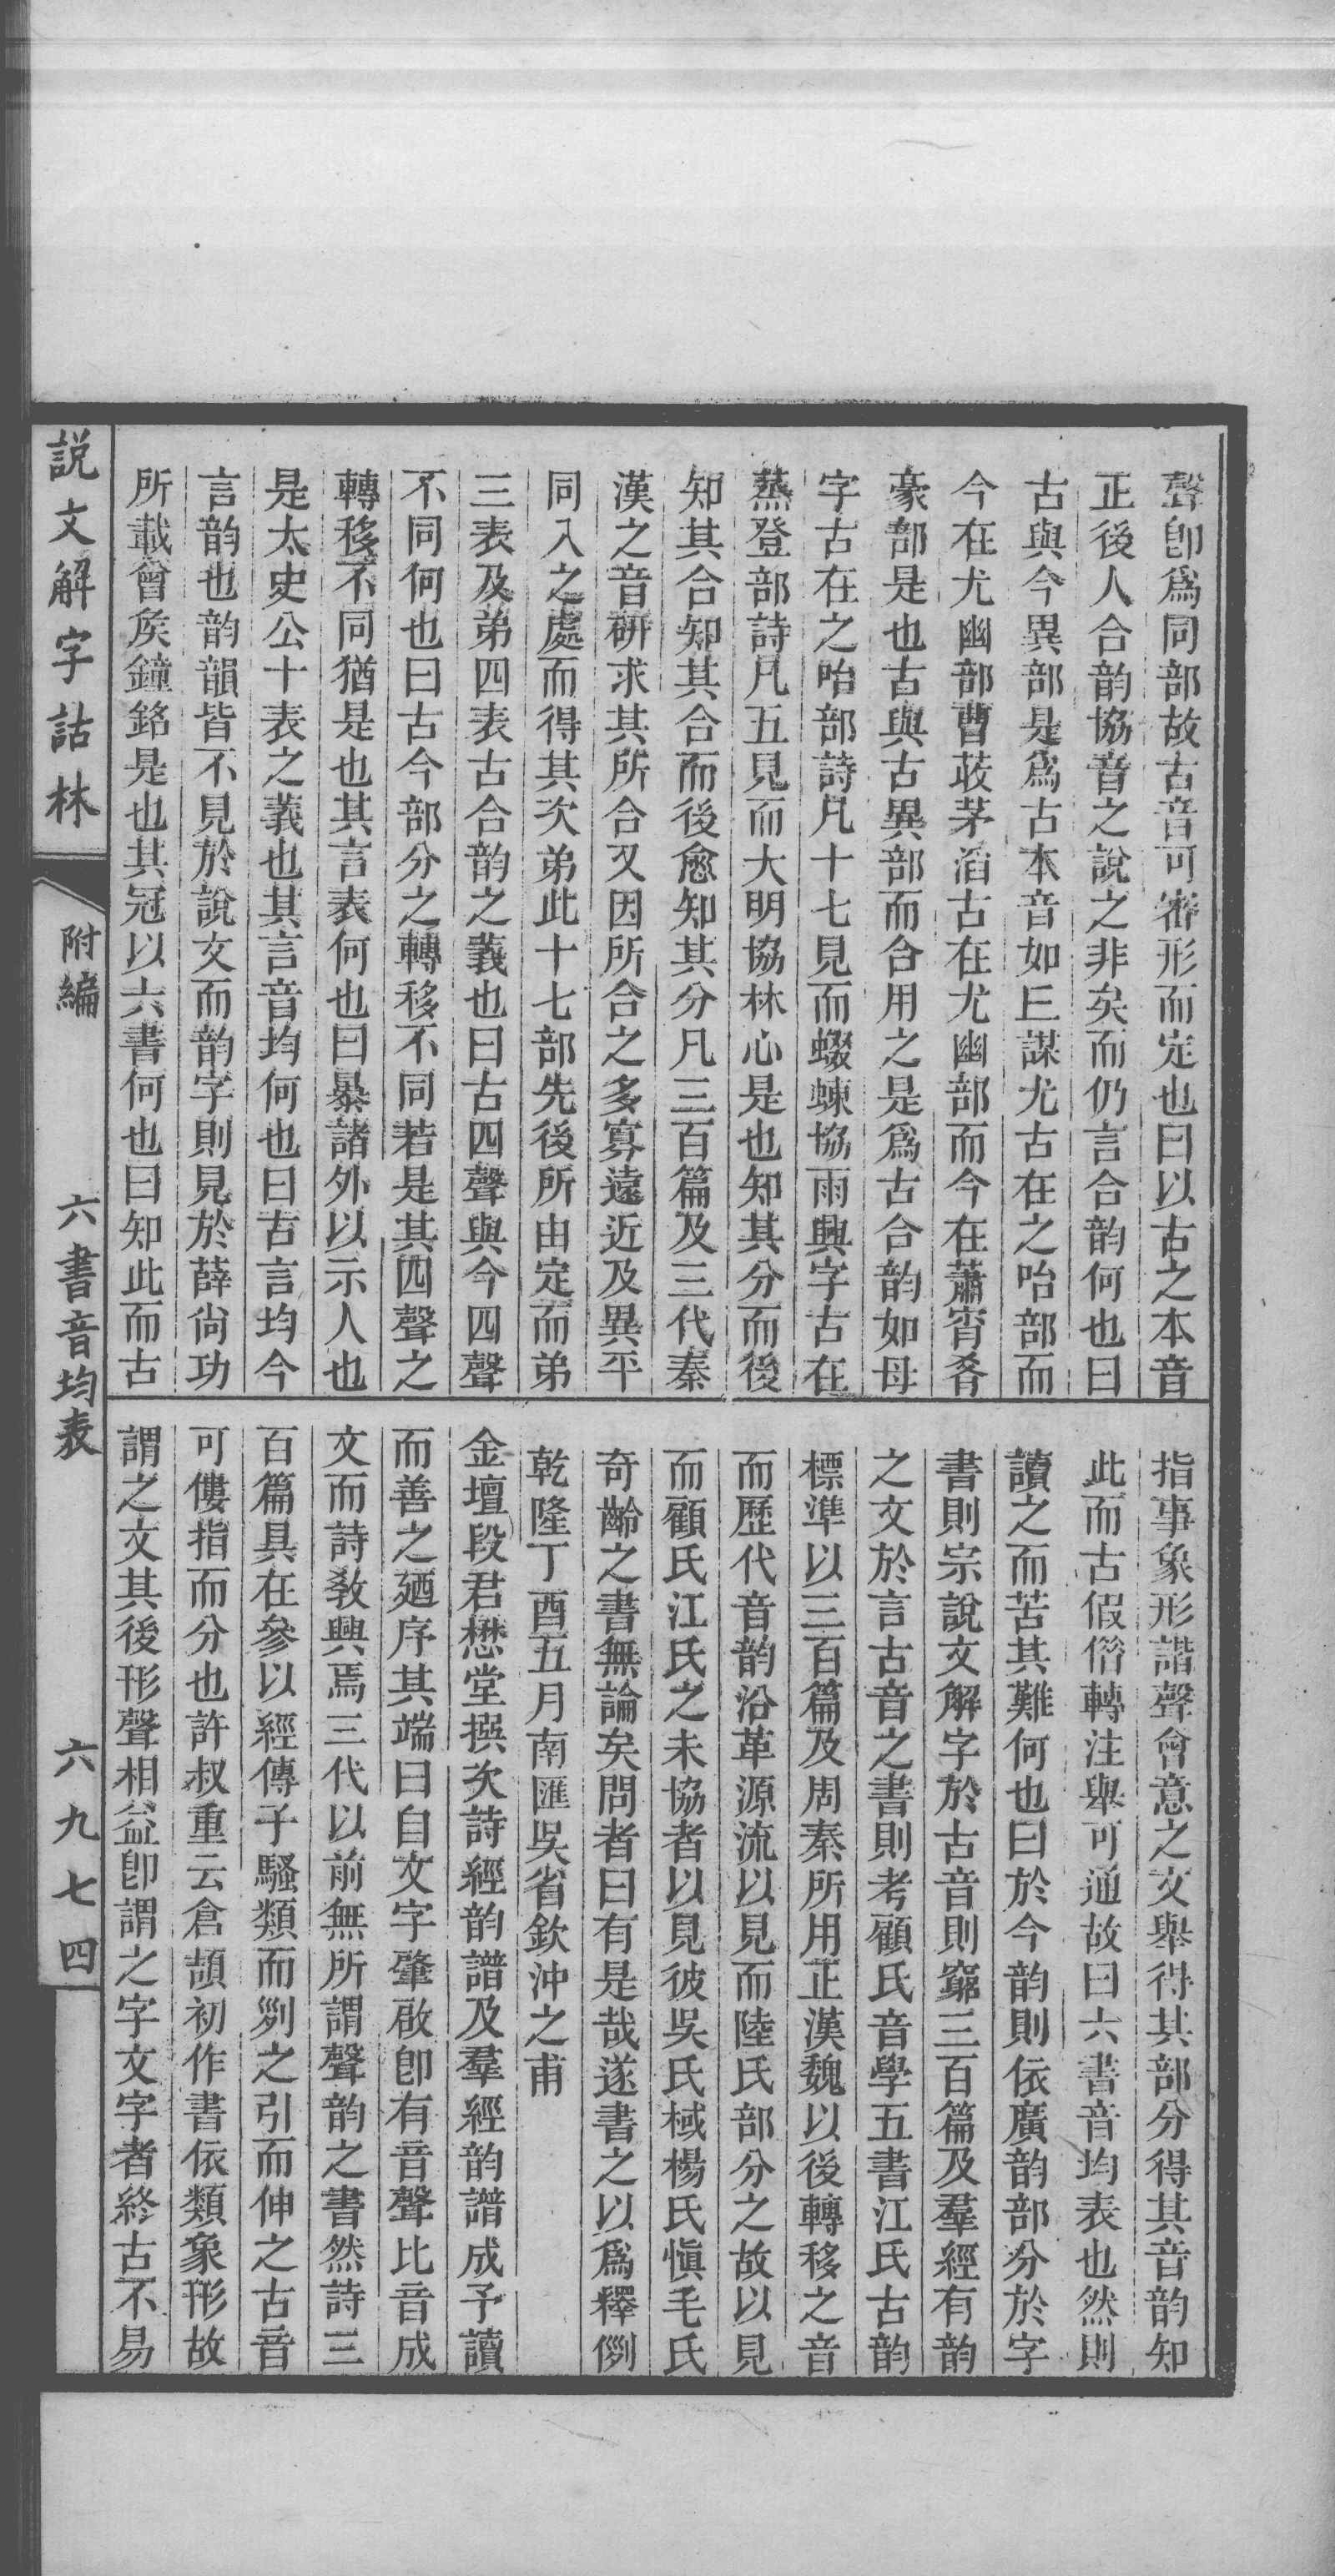 聲卽爲同部故古音可審形而定也曰以古之本音
正後人合韵協音之說之非矣而仍言合韵何也曰
古與今異部是爲古本音如丘謀尤古在之咍部而
今在尤幽部曹茇茅滔古在尤幽部而今在蕭宵肴
豪部是也古與古異部而合用之是爲古合韵如母
字古在之咍部詩凡十七見而蝃蝀協雨興字古在
蒸登部詩凡五見而大明協林心是也知其分而後
知其合知其合而後愈知其分凡三百篇及三代秦
漢之音研求其所合又因所合之多寡遠近及異平
同入之處而得其次弟此十七部先後所由定而弟
三表及弟四表古合韵之義也曰古四聲與今四聲
不同何也曰古今部分之轉移不同若是其四聲之
轉移不同猶是也其言表何也曰暴諸外以示人也
是太史公十表之義也其言音均何也曰古言均今
言韵也韵韻皆不見於說文而韵字則見於薛尙功
所載曾矦鐘銘是也其冠以六書何也曰知此而古
指事象形諧聲會意之文舉得其部分得其音韵知
此而古假借轉注舉可通故曰六書音均表也然則
讀之而苦其難何也曰於今韵則依廣韵部分於字
書則宗說文解字於古音則竆三百篇及羣經有韵
之文於言古音之書則考顧氏音學五書江氏古韵
標準以三百篇及周秦所用正漢魏以後轉移之音
而歷代音韵沿革源流以見而陸氏部分之故以見
而顧氏江氏之未協者以見彼吳氏棫楊氏愼毛氏
奇齡之書無論矣問者曰有是哉遂書之以爲釋例
乾隆丁酉五月南匯吳省欽沖之甫
金壇段君懋堂撰次詩經韵譜及羣經韵譜成予讀
而善之廼序其端曰自文字肇啟卽有音聲比音成
文而詩敎興焉三代以前無所謂聲韵之書然詩三
百篇具在參以經傳子騷類而列之引而伸之古音
可僂指而分也許叔重云倉頡初作書依類象形故
謂之文其後形聲相益卽謂之字文字者終古不易
說文解字詁林
附編
六書音均表
六九七四